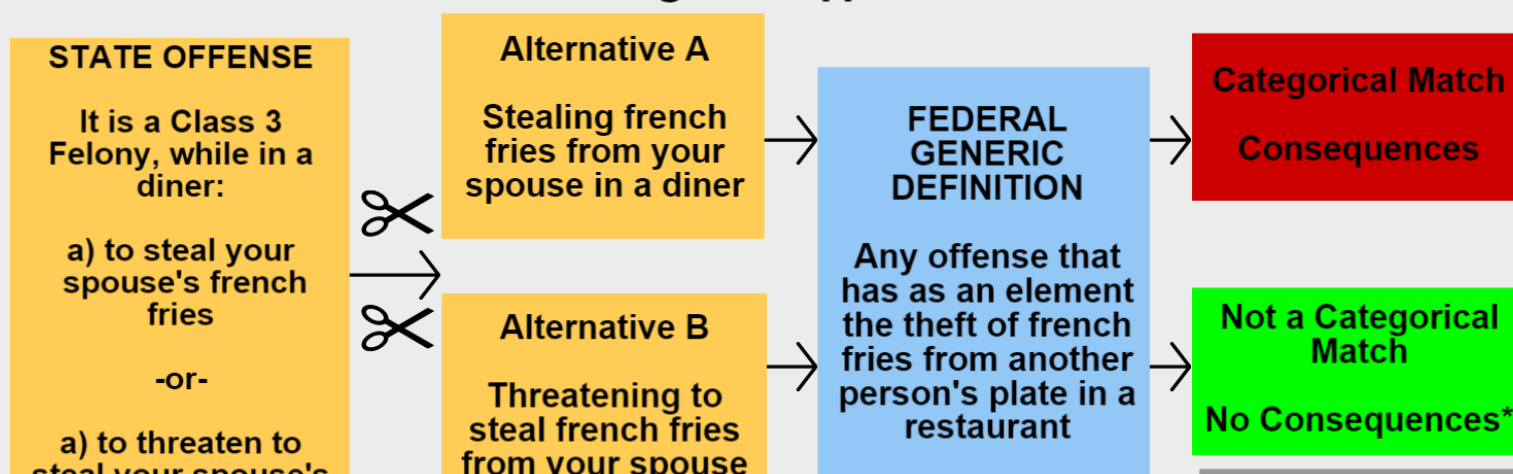 STATE OFFENSE
It is a Class 3
Felony, while in a
diner:
a) to steal your
spouse's french
fries
-or-
a) to threaten to
steal your spouse's
Alternative A
Stealing french
fries from your
spouse in a diner
Alternative B
Threatening to
steal french fries
from your spouse
FEDERAL
GENERIC
DEFINITION
Any offense that
has as an element
the theft of french
fries from another
person's plate in a
restaurant
Categorical Match
Consequences
Not a Categorical
Match
No Consequences*